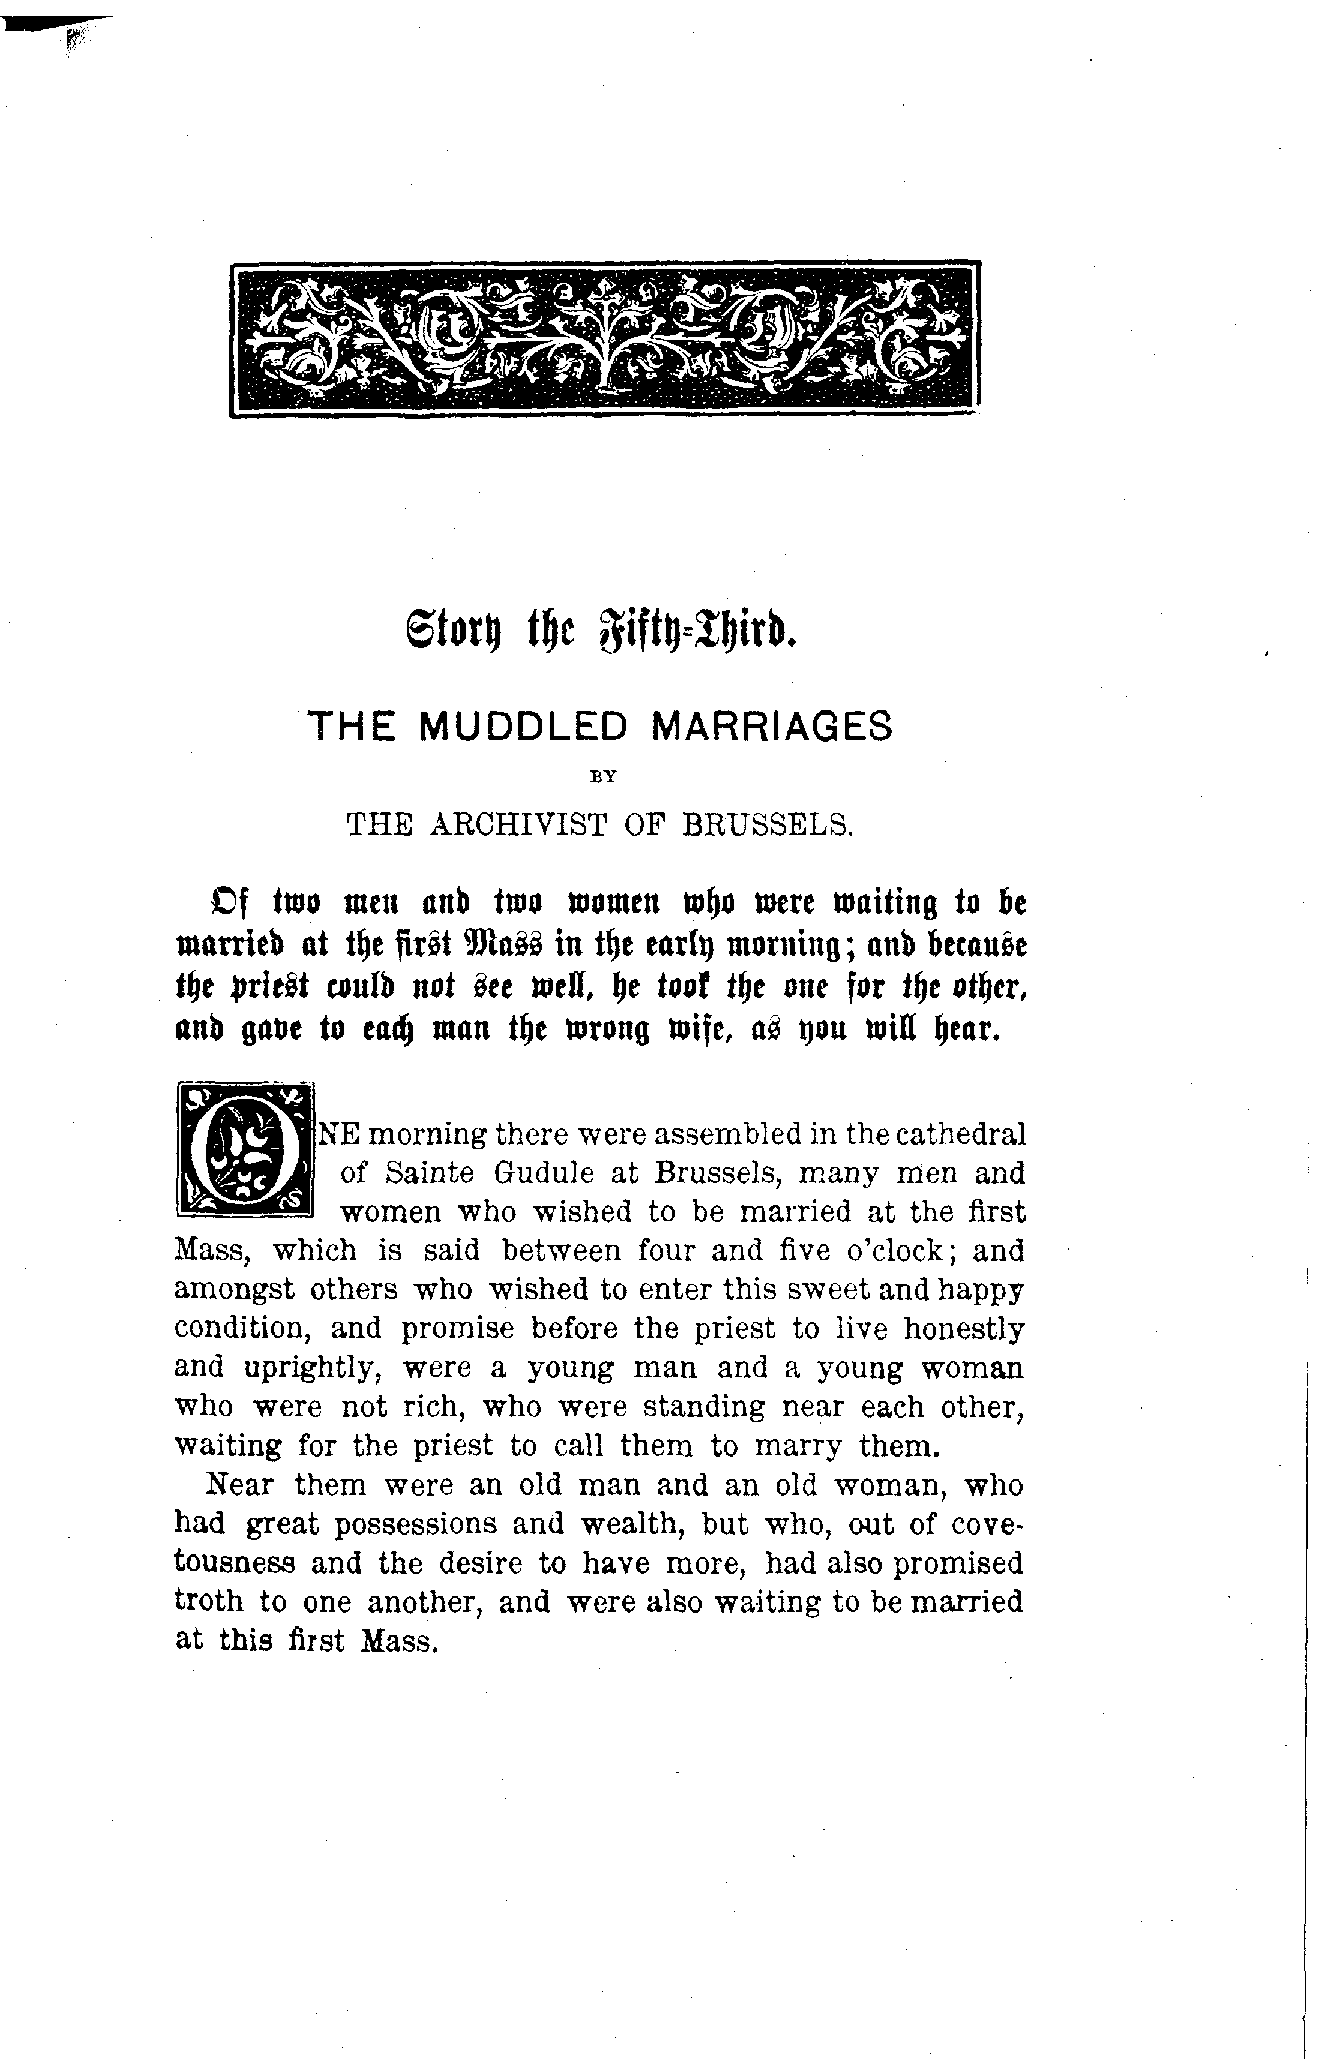 Story the Fifty-Third.
THE MUDDLED MARRIAGES
BY
THE ARCHIVIST OF BRUSSELS.
Of two men and two women who were waiting to be
married at the first Mass in the early morning; and because
the priest could not see well, he took the one for the other,
and gave to each man the wrong wife, as you will hear.
ONE morning there were assembled in the cathedral
of Sainte Gudule at Brussels, many men and
women who wished to be married at the first
Mass, which is said between four and five o'clock; and
amongst others who wished to enter this sweet and happy
condition, and promise before the priest to live honestly
and uprightly, were a young man and a young woman
who were not rich, who were standing near each other,
waiting for the priest to call them to marry them.
Near them were an old man and an old woman, who
had great possessions and wealth, but who, out of cove-
tousness and the desire to have more, had also promised
troth to one another, and were also waiting to be married
at this first Mass.